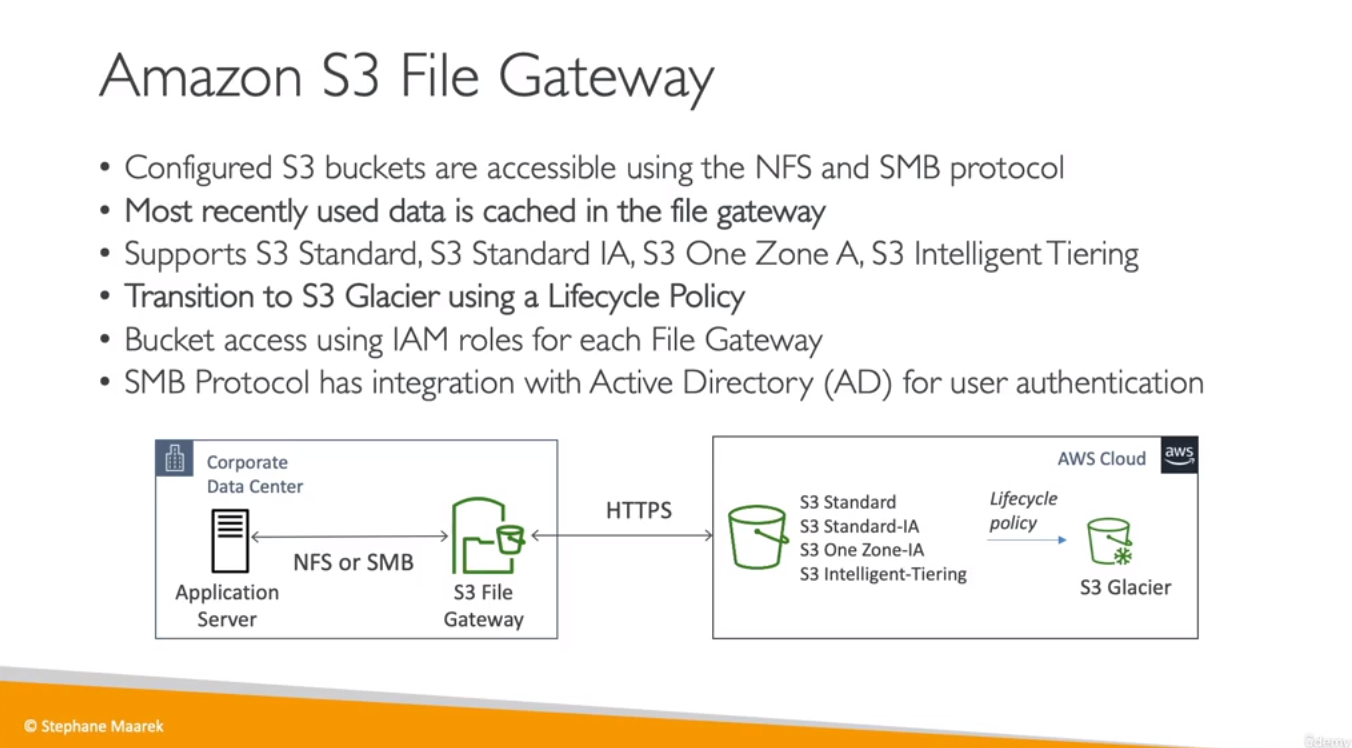 Amazon S3 File Gateway
• Configured S3 buckets are accessible using the NFS and SMB protocol
• Most recently used data is cached in the file gateway
• Supports S3 Standard, S3 Standard IA, S3 One Zone A, S3 Intelligent Tiering
• Transition to S3 Glacier using a Lifecycle Policy
• Bucket access using IAM roles for each File Gateway
• SMB Protocol has integration with Active Directory (AD) for user authentication
Corporate
Data Center
NFS or SMB
Application
Server
S3 File
Gateway
HTTPS
AWS Cloud
aws
S3 Standard
S3 Standard-IA
S3 One Zone-IA
S3 Intelligent-Tiering
Lifecycle
policy
S3 Glacier
© Stephane Maarek
ûdemy